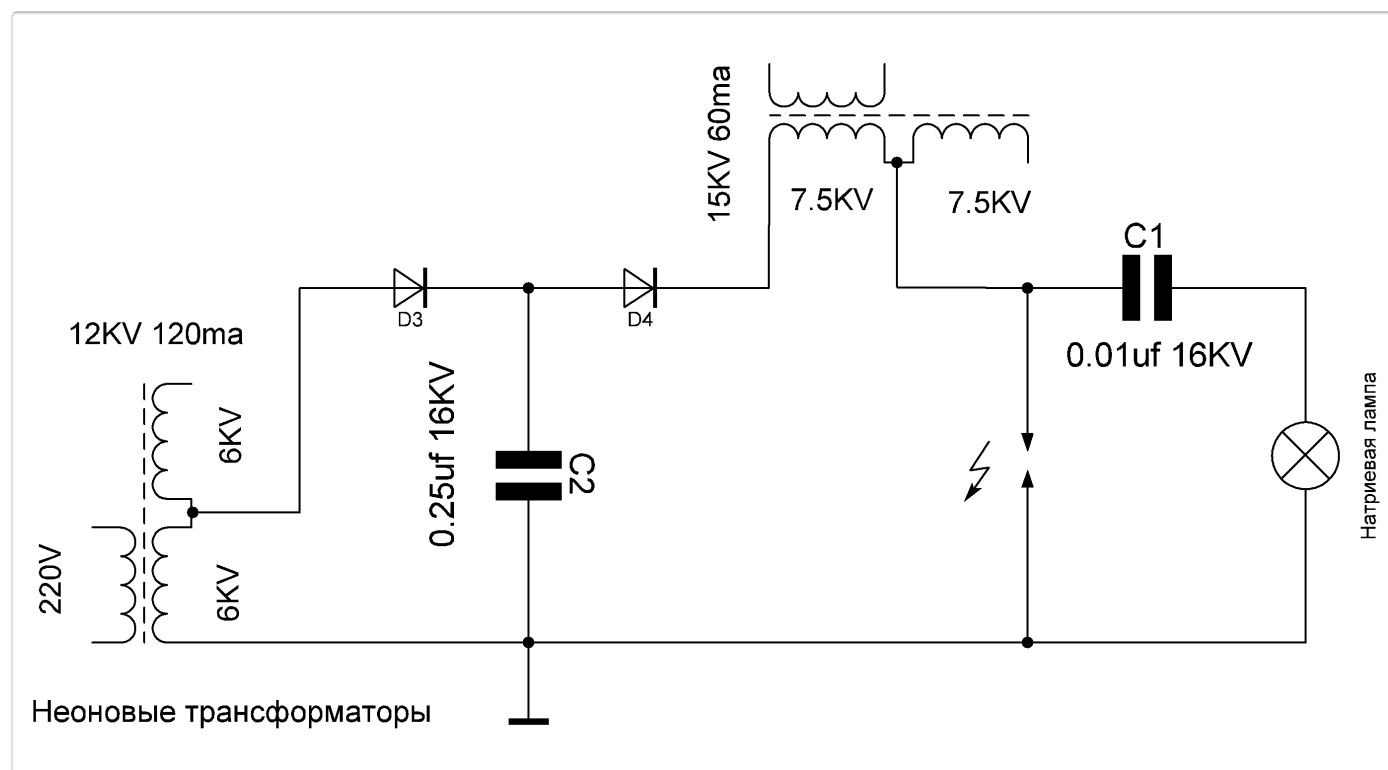 15KV 60ma
7.5KV
7.5KV
C1
0.01uf 16KV
D3
D4
12KV 120ma
6KV
0.25uf 16KV
C2
Натриевая лампа
220V
6KV
Неоновые трансформаторы